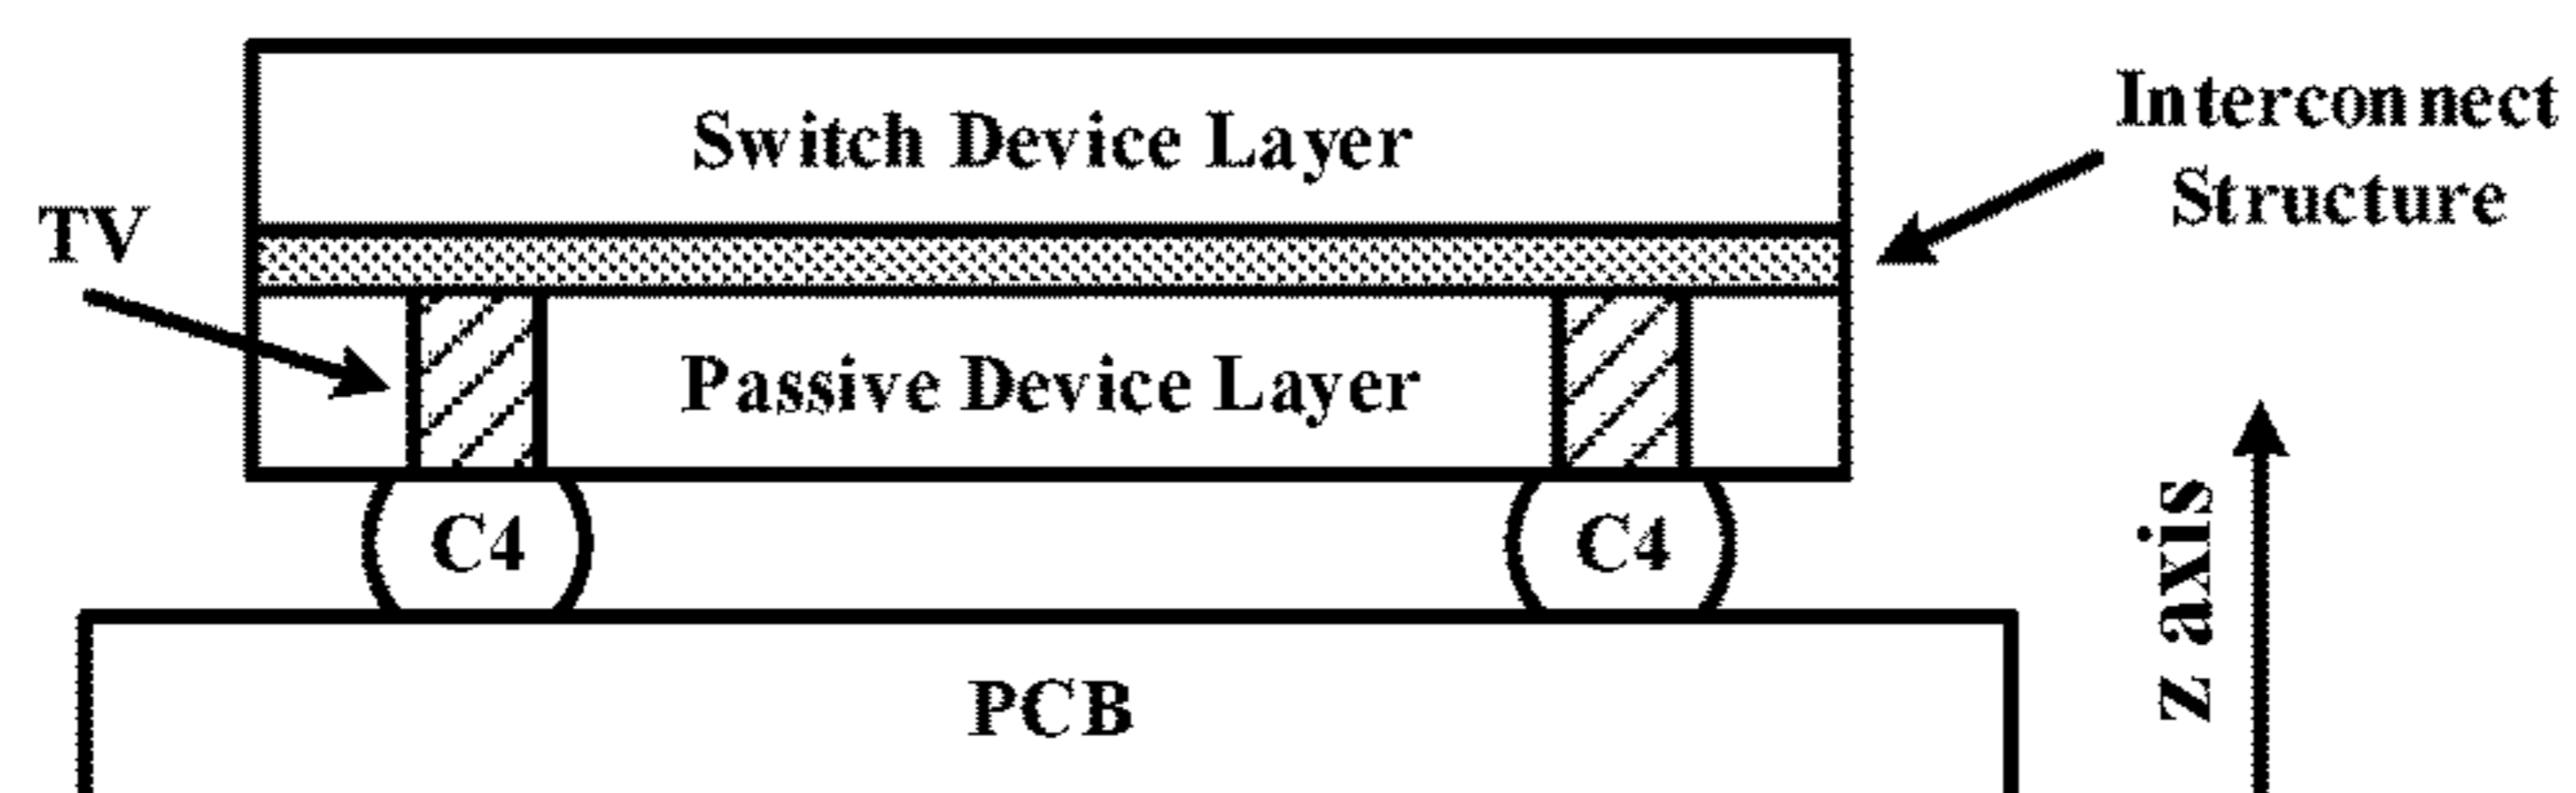 Switch Device Layer
Interconnect
Structure
TV
Passive Device Layer
C4
C4
z axis
PCB